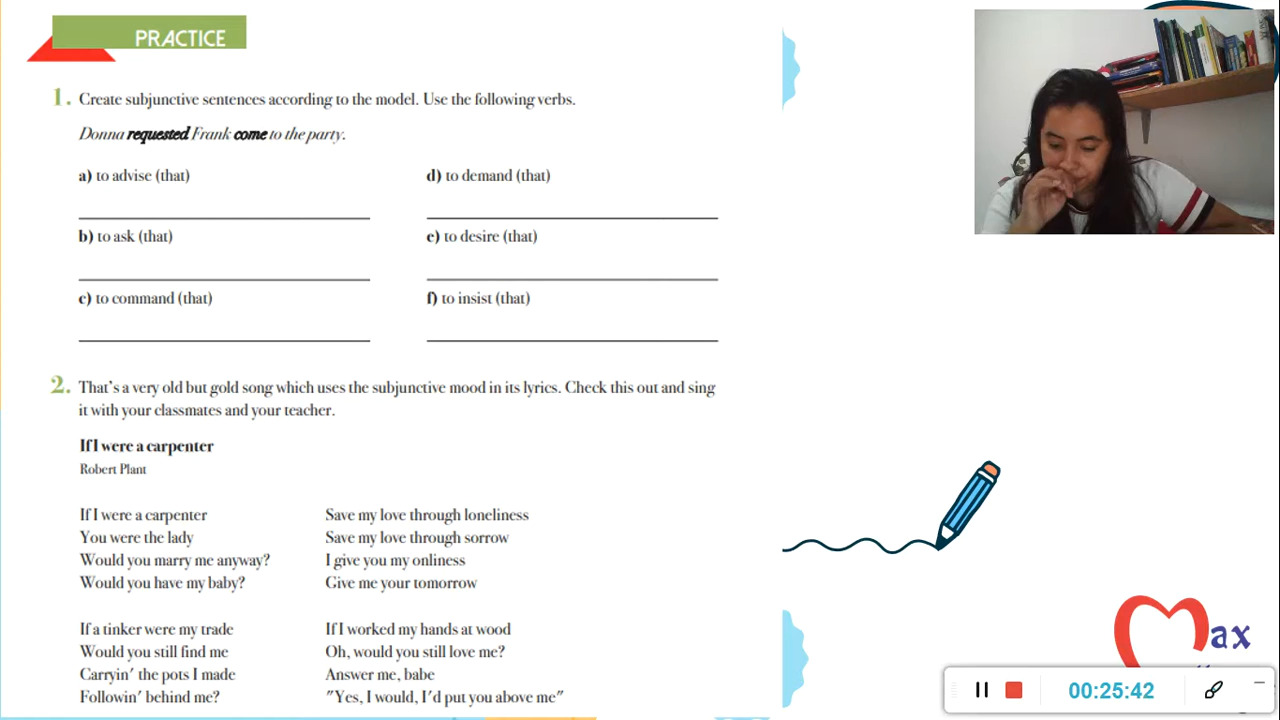 PRACTICE
1. Create subjunctive sentences according to the model. Use the following verbs.
Donna requested Frank come to the party.
a) to advise (that)
d) to demand (that)
b) to ask (that)
e) to desire (that)
c) to command (that)
f) to insist (that)
2. That's a very old but gold song which uses the subjunctive mood in its lyrics. Check this out and sing
it with your classmates and your teacher.
If I were a carpenter
Robert Plant
If I were a carpenter
You were the lady
Would you marry me anyway?
Would you have my baby?
If a tinker were my trade
Would you still find me
Carryin' the pots I made
Followin' behind me?
Save my love through loneliness
Save my love through sorrow
I give you my onliness
Give me your tomorrow
If I worked my hands at wood
Oh, would you still love me?
Answer me, babe
"Yes, I would, I'd put you above me"
Max
00:25:42